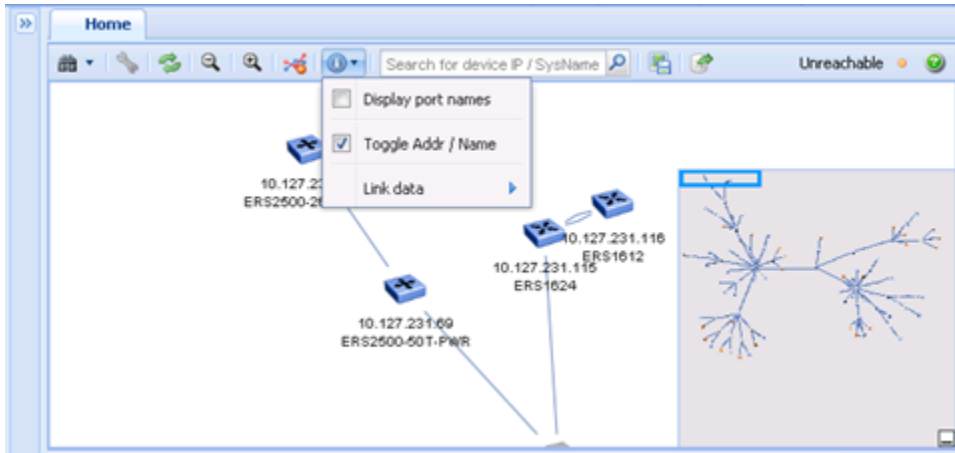 Home
Search for device IP / SysName
Unreachable
Display port names
Toggle Addr / Name
Link data
ERS2500-
10.127.231.116
ERS1612
10.127.231.115
ERS1624
10.127.231.69
ERS2500-50T-PWR